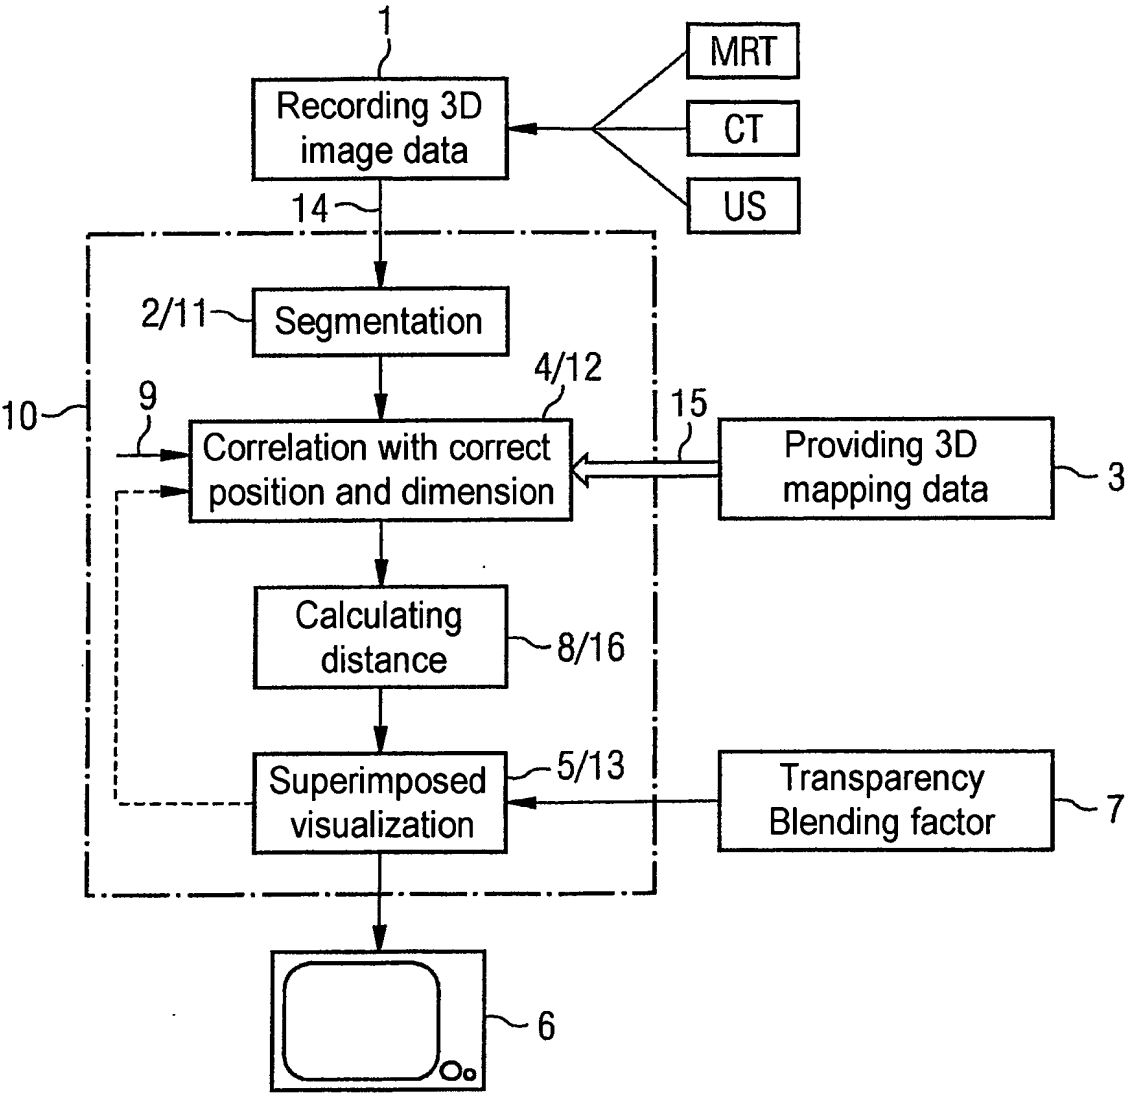 1
MRT
Recording 3D
image data
CT
US
14
2/11
Segmentation
4/12
10
9
15
Correlation with correct
position and dimension
Providing 3D
mapping data
3
Calculating
distance
8/16
5/13
Superimposed
visualization
Transparency
Blending factor
7
6